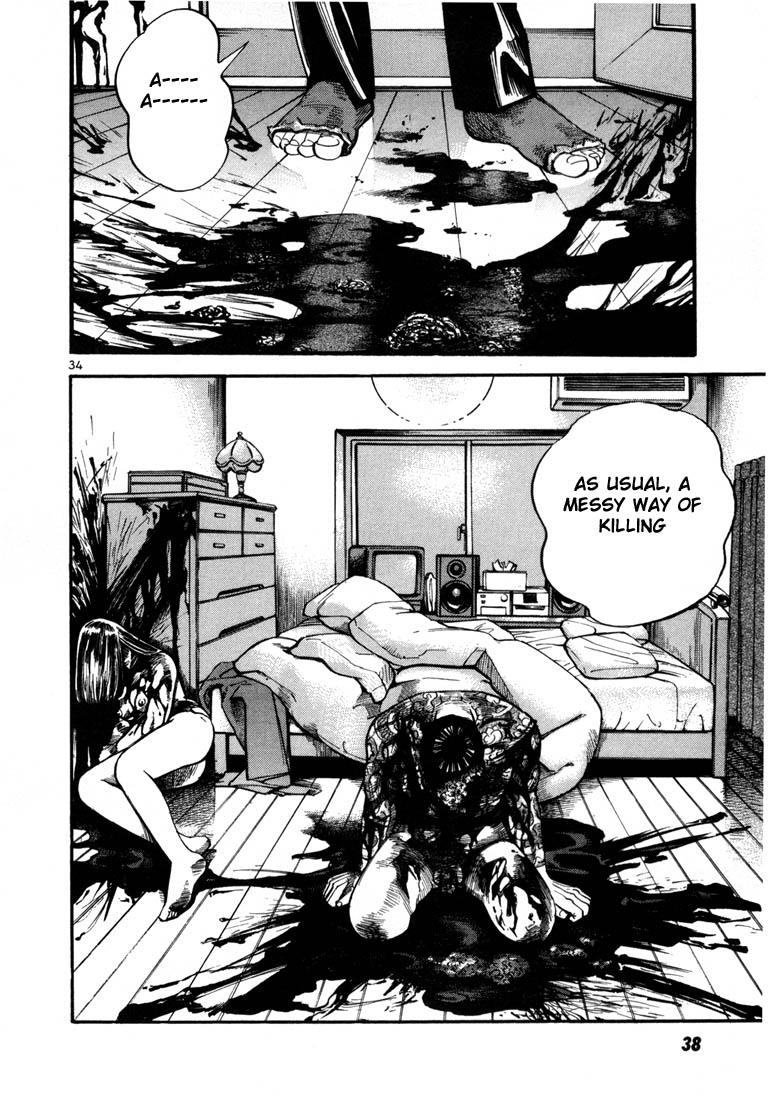 A----
A------
34
AS USUAL, A
MESSY WAY OF
KILLING
38